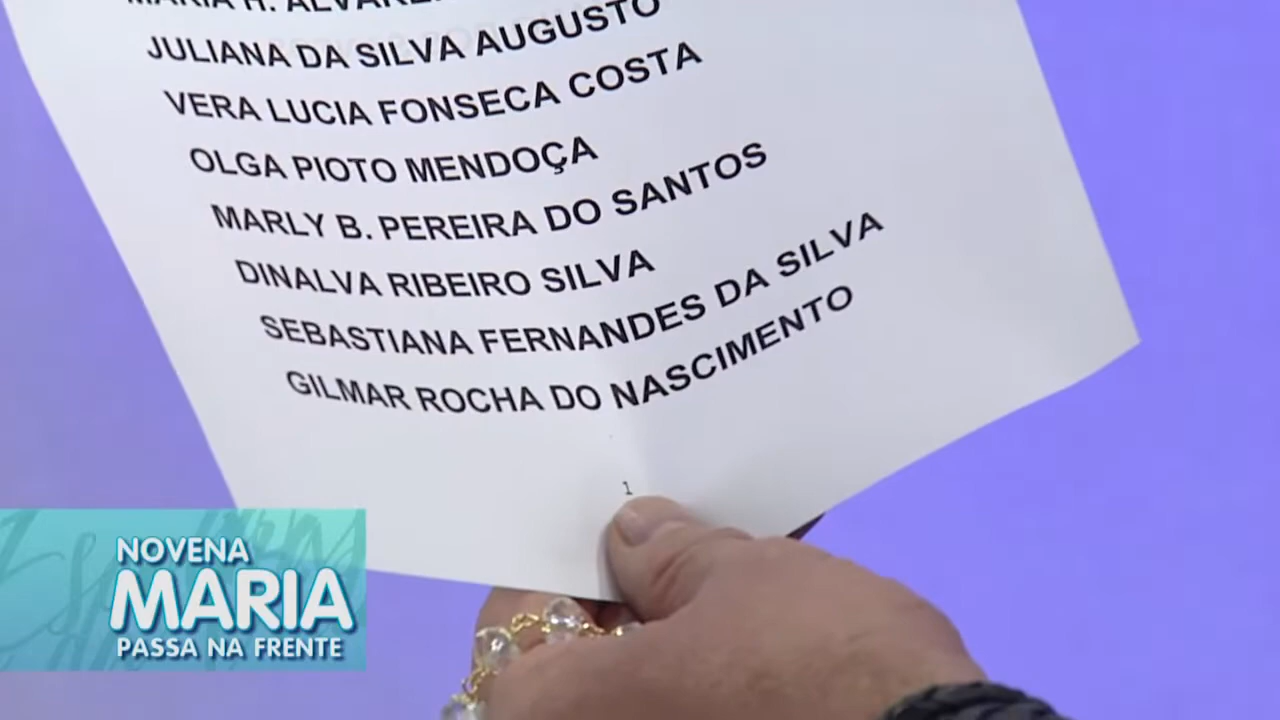 MARIA H.
JULIANA DA SILVA AUGUSTO
VERA LUCIA FONSECA COSTA
OLGA PIOTO MENDOÇA
MARLY B. PEREIRA DO SANTOS
DINALVA RIBEIRO SILVA
SEBASTIANA FERNANDES DA SILVA
GILMAR ROCHA DO NASCIMENTO
1
NOVENA
MARIA
PASSA NA FRENTE